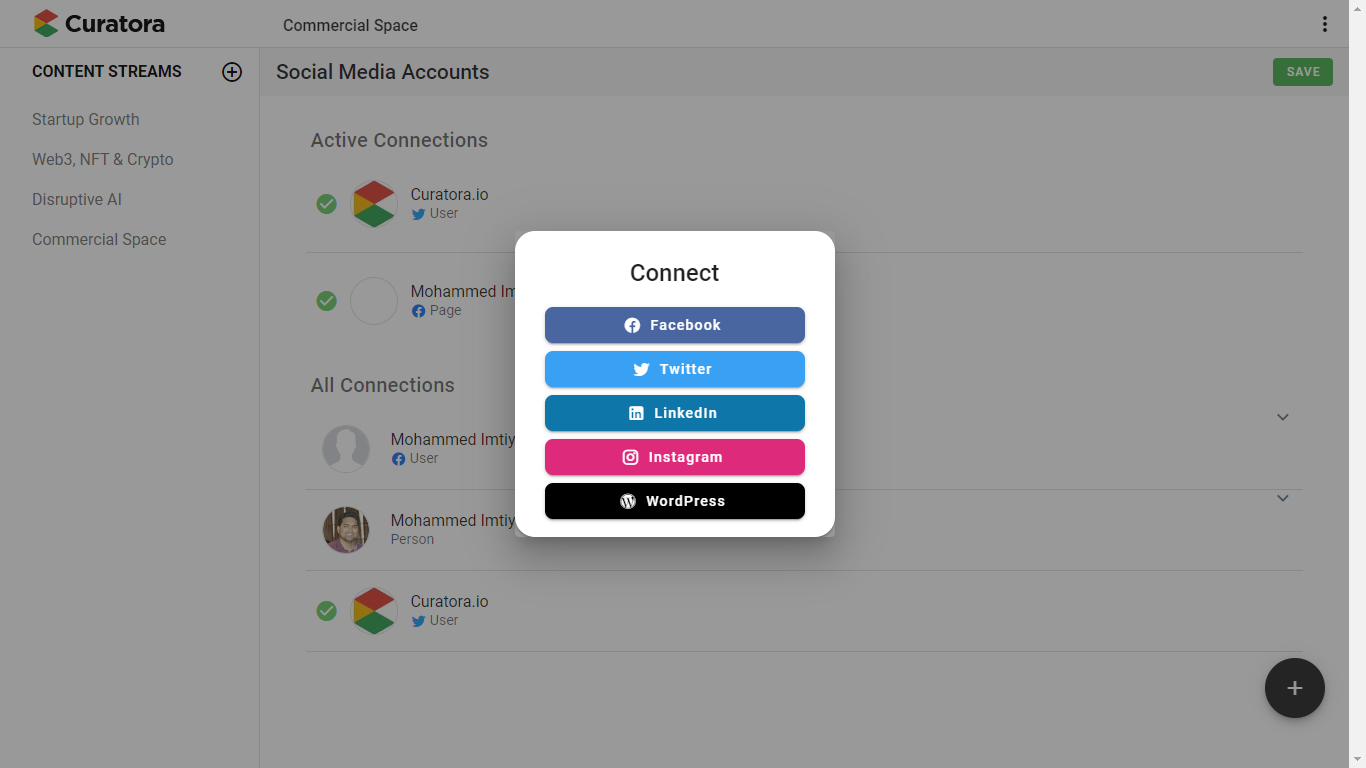 Curatora
Commercial Space
CONTENT STREAMS
Social Media Accounts
SAVE
Startup Growth
Web3, NFT & Crypto
Disruptive AI
Commercial Space
Active Connections
Curatora.io
User
Mohammed Im
Page
All Connections
Mohammed Imtiy
User
Mohammed Imtiy
Person
Curatora.io
User
Connect
Facebook
Twitter
LinkedIn
Instagram
WordPress